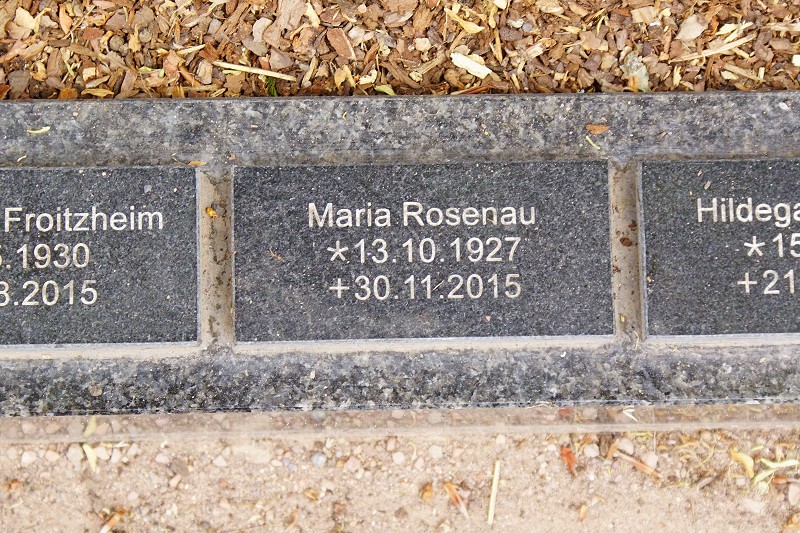 Froitzheim
.1930
.2015
Maria Rosenau
*13.10.1927
+30.11.2015
Hildega
*15
+21